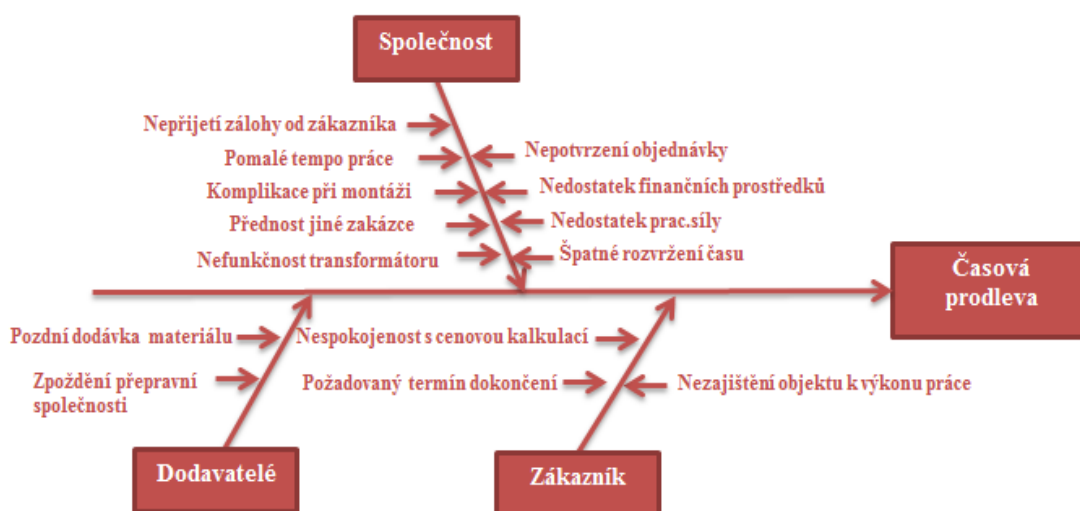 Společnost
Nepřijetí zálohy od zákazníka
Pomalé tempo práce
Komplikace při montáži
Přednost jiné zakázce
Nefunkčnost transformátoru
Nepotvrzení objednávky
Nedostatek finančních prostředků
Nedostatek prac.síly
Špatné rozvržení času
Časová
prodleva
Pozdní dodávka materiálu
Zpoždění přepravní
společnosti
Nespokojenost s cenovou kalkulací
Požadovaný termín dokončení
Nezajištění objektu k výkonu práce
Dodavatelé
Zákazník